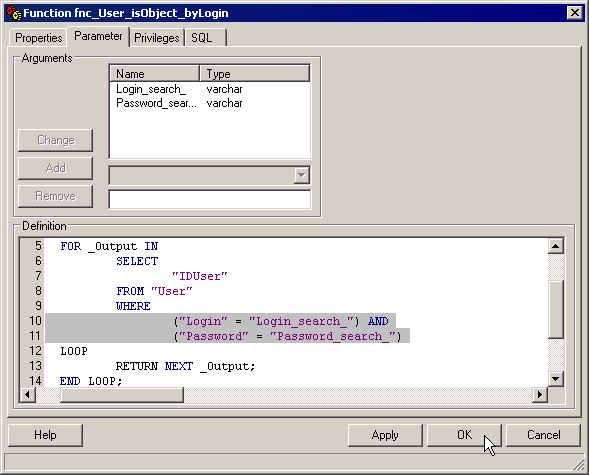 Function fnc_User_isObject_byLogin
Properties Parameter Privileges SQL
Arguments
Name Type
Login_search_ varchar
Password_sear... varchar
Change
Add
Remove
Definition
5 FOR _Output IN
6 SELECT
7 "IDUser"
8 FROM "User"
9 WHERE
10 ("Login" = "Login_search_") AND
11 ("Password" = "Password_search_")
12 LOOP
13 RETURN NEXT _Output;
14 END LOOP;
Help Apply OK Cancel